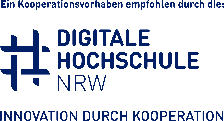 Ein Kooperationsvorhaben empfohlen durch die:
DIGITALE
HOCHSCHULE
NRW
INNOVATION DURCH KOOPERATION